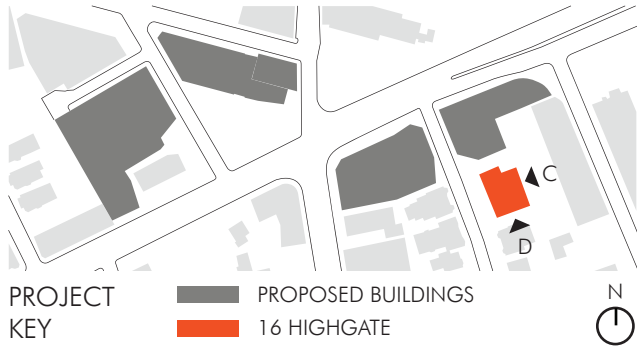 C
D
PROJECT
KEY
PROPOSED BUILDINGS
16 HIGHGATE
N